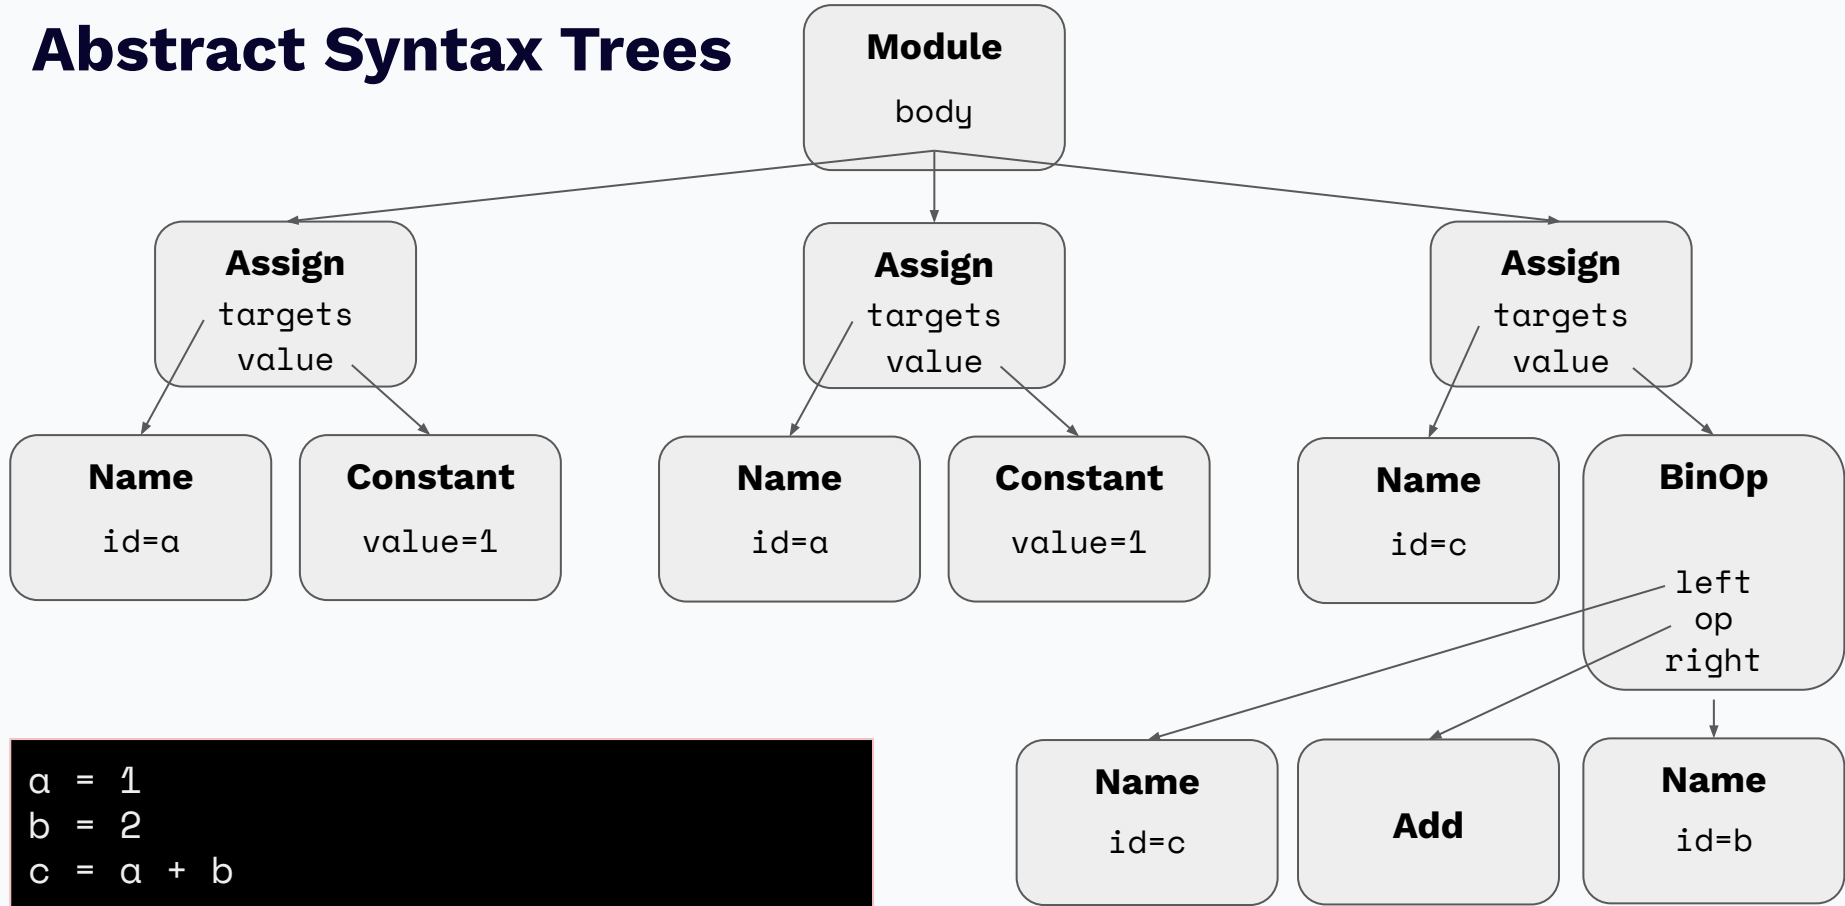 Abstract Syntax Trees
Module
body
Assign
targets
value
Assign
targets
value
Assign
targets
value
Name
id=a
Constant
value=1
Name
id=a
Constant
value=1
Name
id=c
BinOp
left
op
right
Name
id=c
Add
Name
id=b
a = 1
b = 2
c = a + b